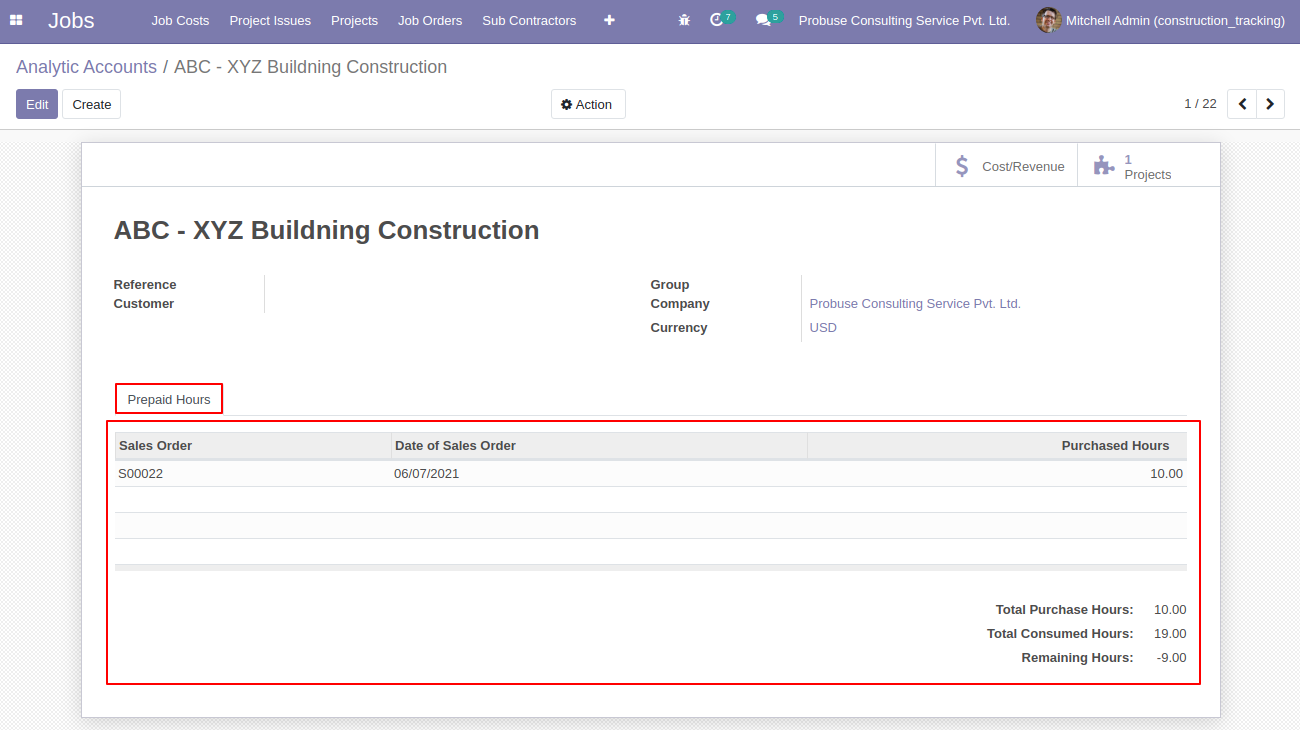 Jobs Job Costs Project Issues Projects Job Orders Sub Contractors 7 5 Probuse Consulting Service Pvt. Ltd. Mitchell Admin (construction_tracking)
Analytic Accounts / ABC - XYZ Buildning Construction
Edit Create Action 1 / 22
$ Cost/Revenue 1 Projects
ABC - XYZ Buildning Construction
Reference Group
Customer Company Probuse Consulting Service Pvt. Ltd.
Currency USD
Prepaid Hours
Sales Order Date of Sales Order Purchased Hours
S00022 06/07/2021 10.00
Total Purchase Hours: 10.00
Total Consumed Hours: 19.00
Remaining Hours: -9.00